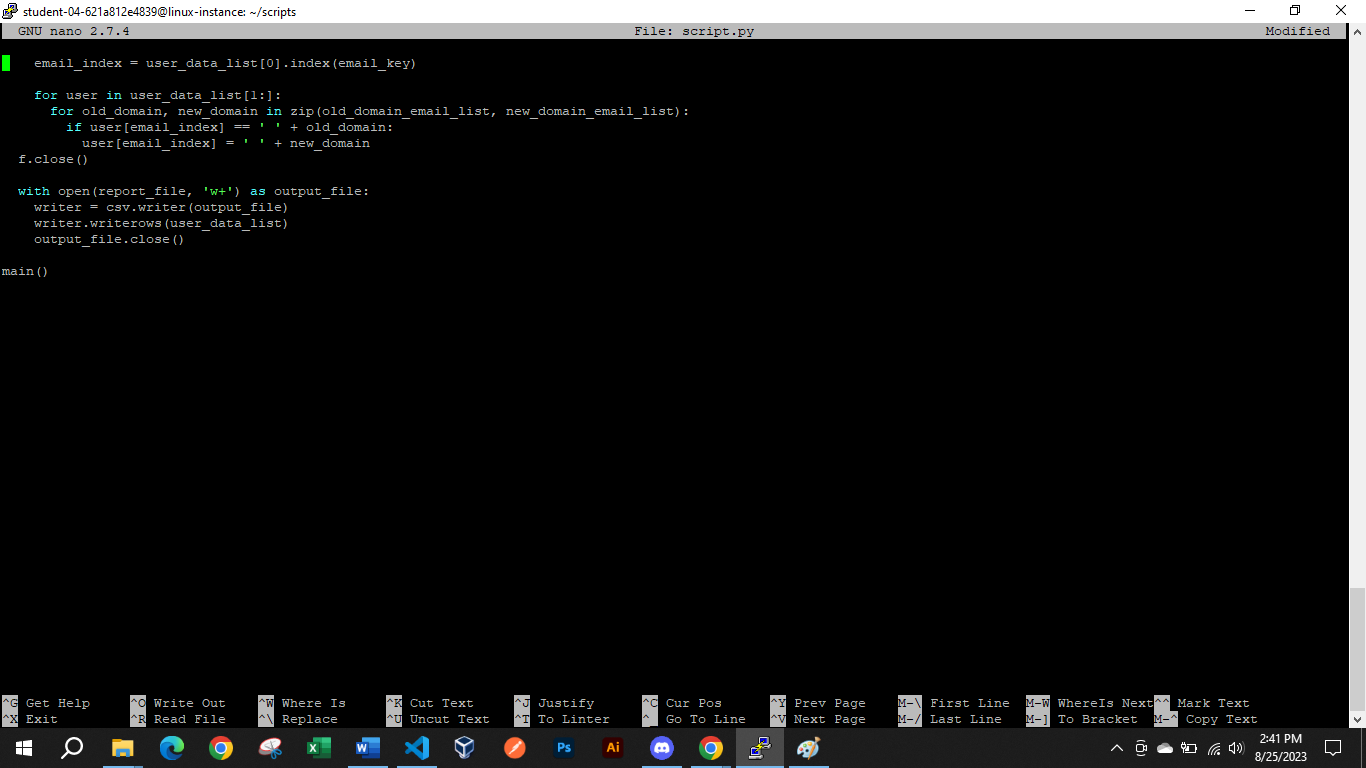 student-04-621a812e4839@linux-instance: ~/scripts
GNU nano 2.7.4 File: script.py Modified
email_index = user_data_list[0].index(email_key)
for user in user_data_list[1:]:
for old_domain, new_domain in zip(old_domain_email_list, new_domain_email_list):
if user[email_index] == ' ' + old_domain:
user[email_index] = ' ' + new_domain
f.close()
with open(report_file, 'w+') as output_file:
writer = csv.writer(output_file)
writer.writerows(user_data_list)
output_file.close()
main()
^G Get Help ^O Write Out ^W Where Is ^K Cut Text ^J Justify ^C Cur Pos ^Y Prev Page M-\ First Line M-W WhereIs Next ^^ Mark Text
^X Exit ^R Read File ^\ Replace ^U Uncut Text ^T To Linter ^_ Go To Line ^V Next Page M-/ Last Line M-] To Bracket M-^ Copy Text
Ps Ai 2:41 PM
8/25/2023